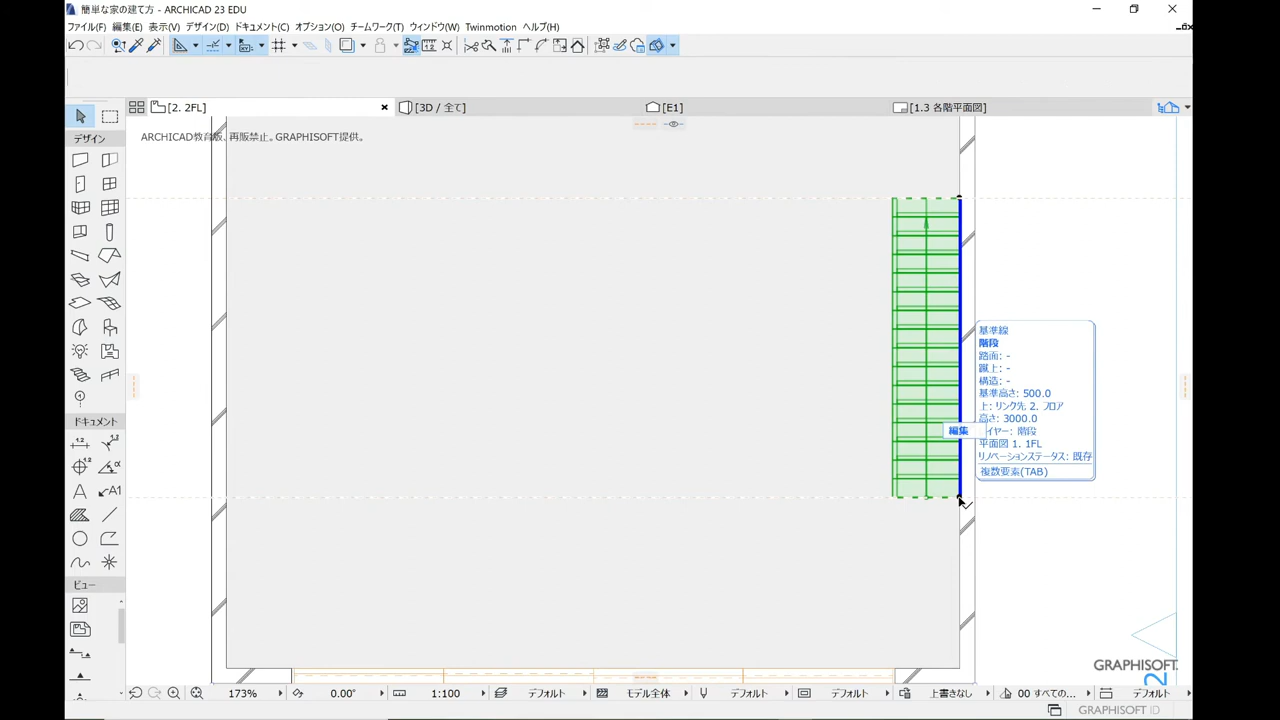 簡単な家の建て方 - ARCHICAD 23 EDU
ファイル(F) 編集(E) 表示(V) デザイン(D) ドキュメント(C) オプション(O) チームワーク(T) ウィンドウ(W) Twinmotion ヘルプ(H)
[2. 2FL]
[3D / 全て]
[E1]
[1.3 各階平面図]
ARCHICAD教育版、再販禁止。GRAPHISOFT提供。
デザイン
ドキュメント
ビュー
基準線
階段
踏面: -
蹴上: -
構造: -
基準高さ: 500.0
上: リンク先 2. フロア
高さ: 3000.0
編集
イヤー: 階段
平面図 1. 1FL
リノベーションステータス: 既存
複数要素(TAB)
GRAPHISOFT.
173%
0.00°
1:100
デフォルト
モデル全体
デフォルト
デフォルト
上書きなし
00 すべての...
デフォルト
GRAPHISOFT ID